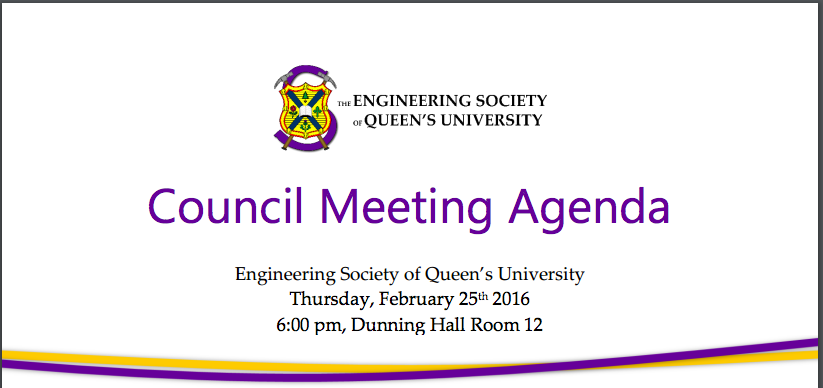 THE ENGINEERING SOCIETY
OF QUEEN'S UNIVERSITY
Council Meeting Agenda
Engineering Society of Queen's University
Thursday, February 25th 2016
6:00 pm, Dunning Hall Room 12